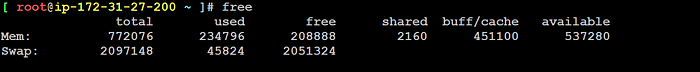 [ root@ip-172-31-27-200 ~ ]# free
total used free shared buff/cache available
Mem: 772076 234796 208888 2160 451100 537280
Swap: 2097148 45824 2051324